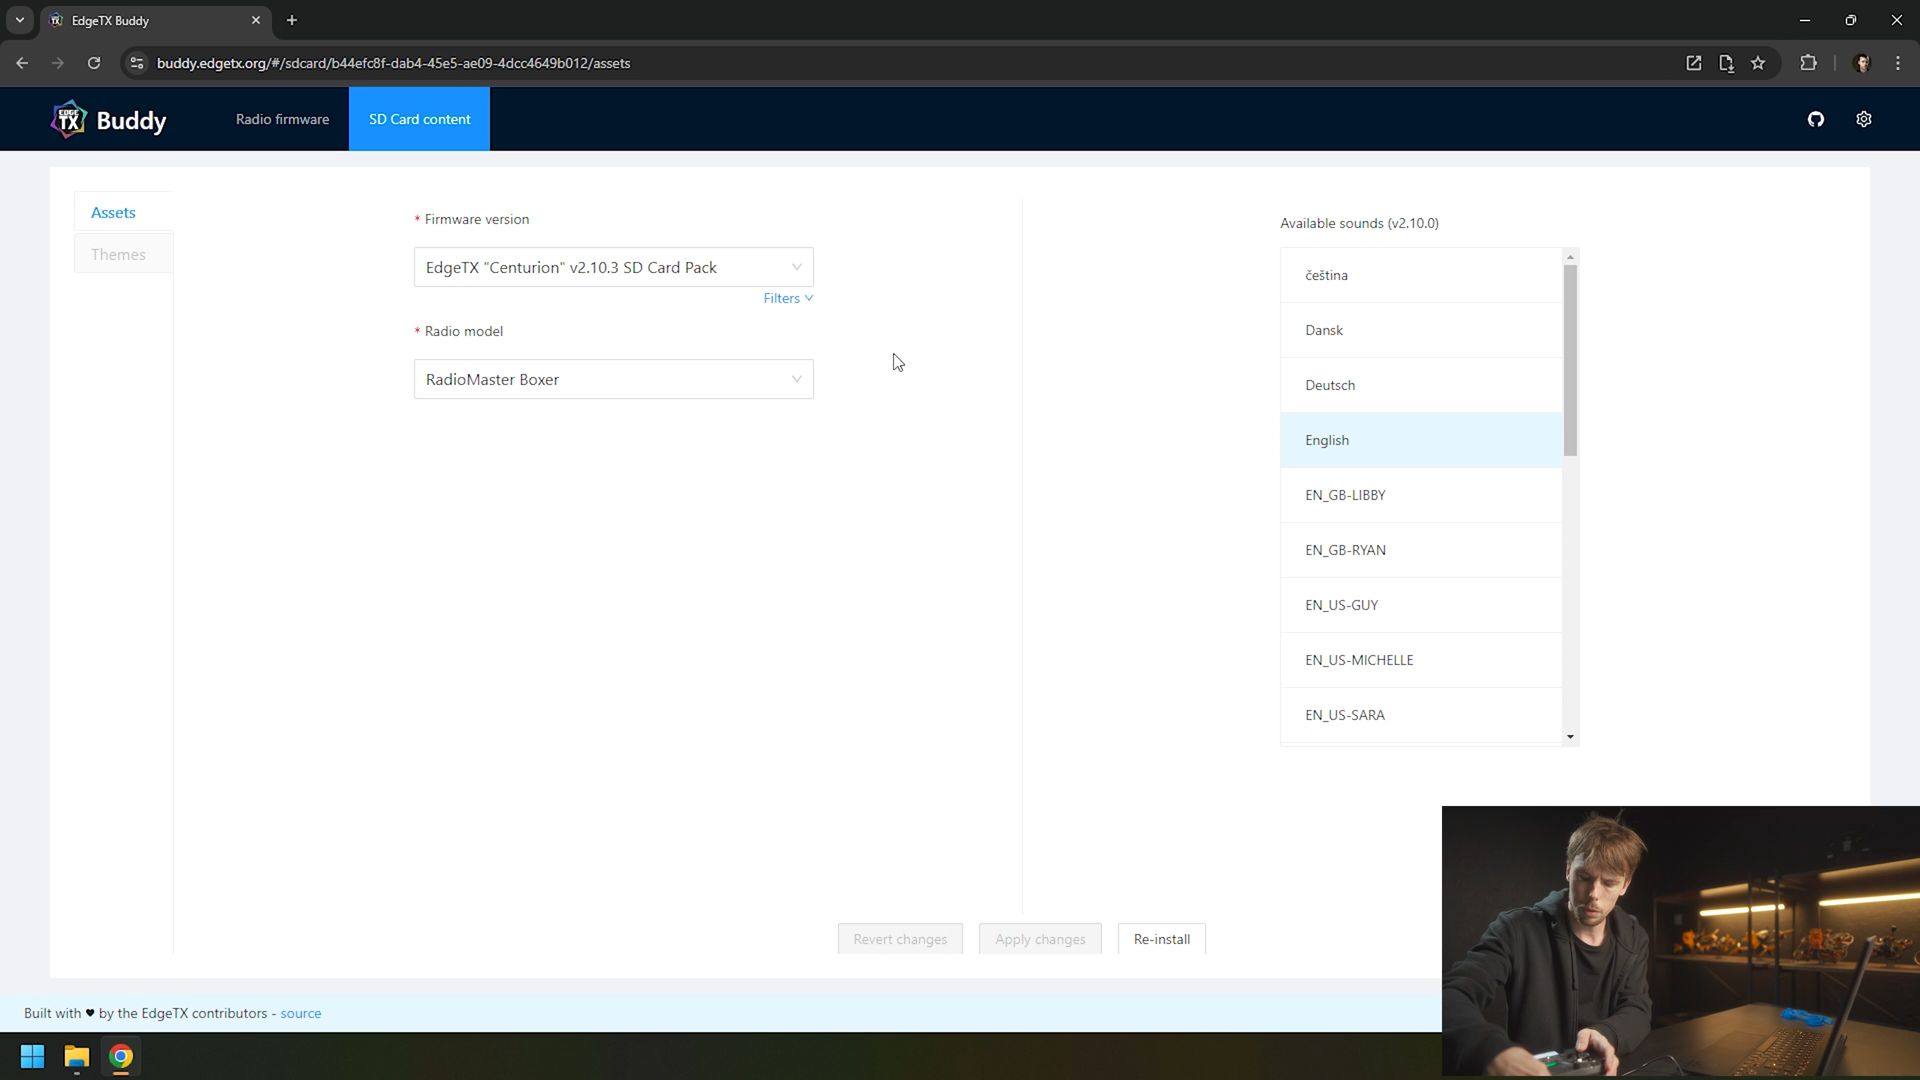 EdgeTX Buddy
buddy.edgetx.org/#/sdcard/b44efc8f-dab4-45e5-ae09-4dcc4649b012/assets
EDGE
TX
Buddy
Radio firmware
SD Card content
Assets
Themes
* Firmware version
EdgeTX "Centurion" v2.10.3 SD Card Pack
Filters
* Radio model
RadioMaster Boxer
Available sounds (v2.10.0)
čeština
Dansk
Deutsch
English
EN_GB-LIBBY
EN_GB-RYAN
EN_US-GUY
EN_US-MICHELLE
EN_US-SARA
Revert changes
Apply changes
Re-install
Built with ♥ by the EdgeTX contributors - source